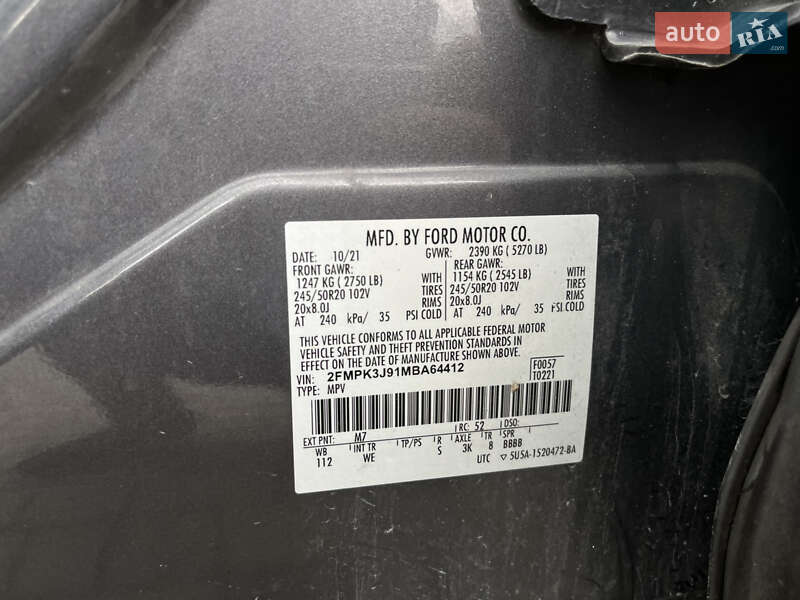 auto RIA
MFD. BY FORD MOTOR CO.
DATE: 10/21 GVWR: 2390 KG ( 5270 LB)
FRONT GAWR: REAR GAWR:
1247 KG ( 2750 LB) WITH 1154 KG ( 2545 LB) WITH
245/50R20 102V TIRES 245/50R20 102V TIRES
20x8.0J RIMS 20x8.0J RIMS
AT 240 kPa/ 35 PSI COLD AT 240 kPa/ 35 PSI COLD
THIS VEHICLE CONFORMS TO ALL APPLICABLE FEDERAL MOTOR
VEHICLE SAFETY AND THEFT PREVENTION STANDARDS IN
EFFECT ON THE DATE OF MANUFACTURE SHOWN ABOVE.
VIN: 2FMPK3J91MBA64412 F0057
TYPE: MPV T0221
EXT PNT: M7 RC: 52 DSO:
WB INT TR TP/PS R AXLE TR SPR
112 WE S 3K 8 BBBB
UTC ▽ 5U5A-1520472-BA